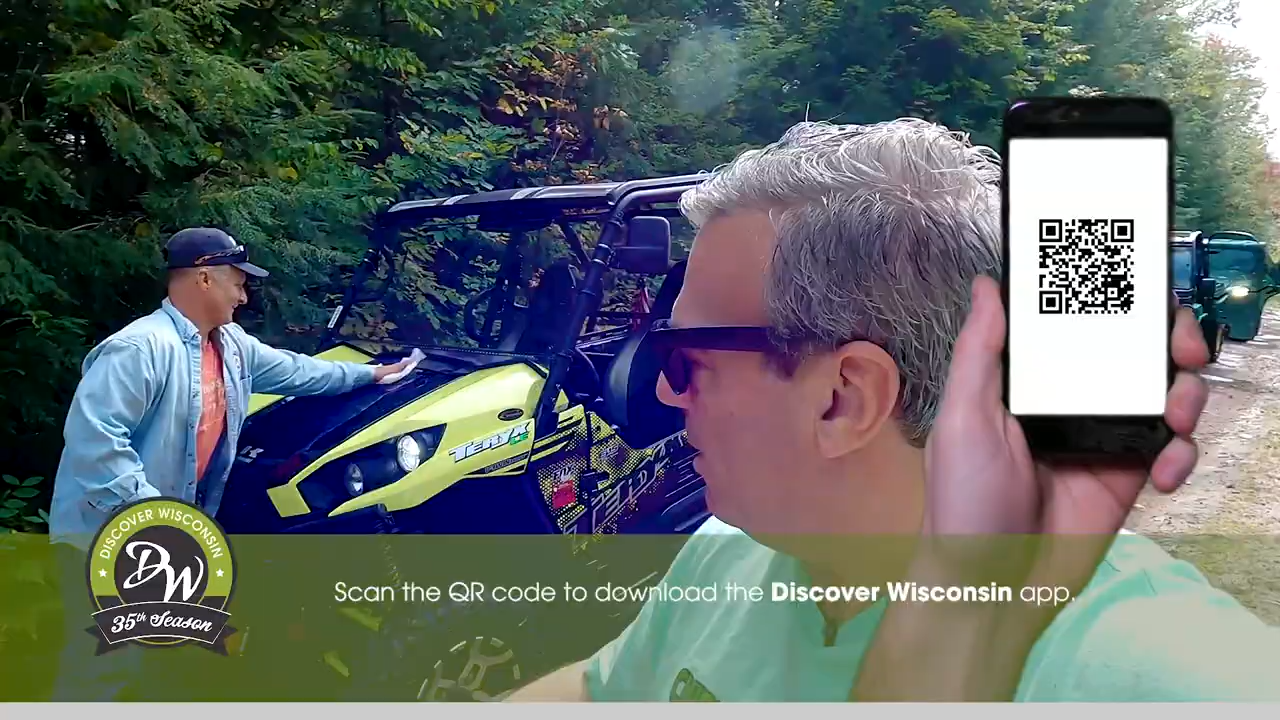 TERYX
DISCOVER WISCONSIN
DW
35th Season
Scan the QR code to download the Discover Wisconsin app.